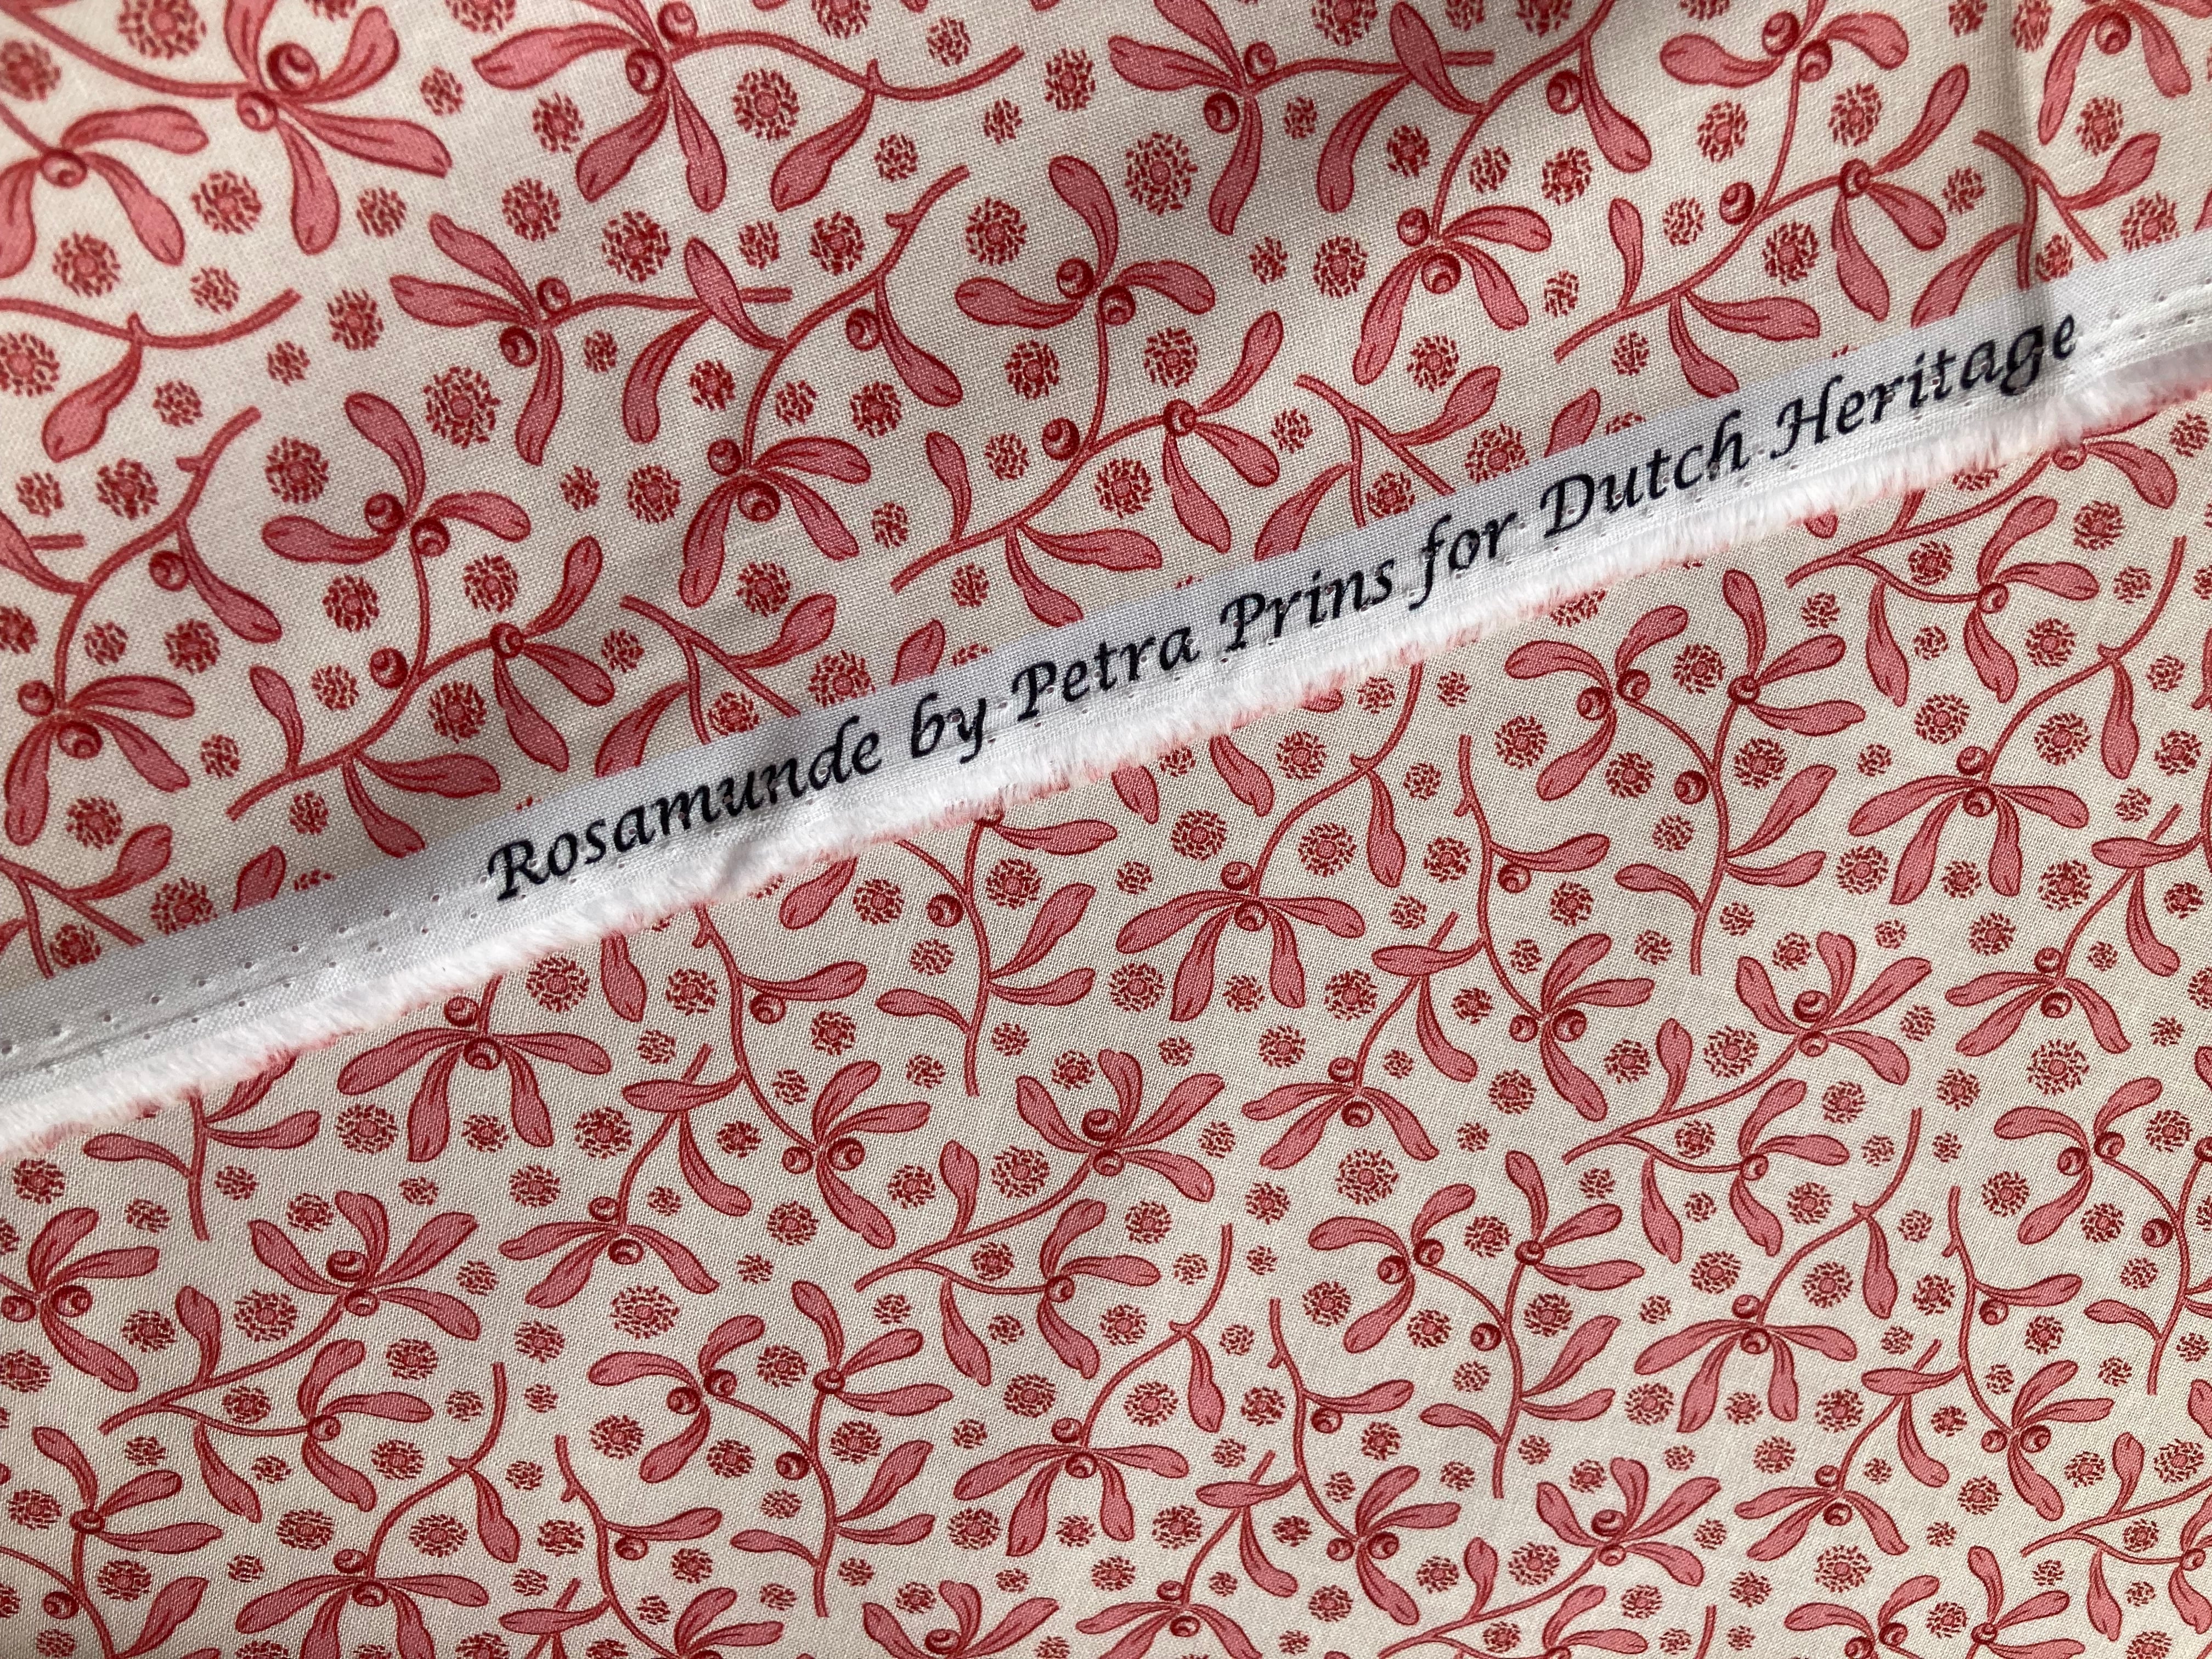 Rosamunde by Petra Prins for Dutch Heritage